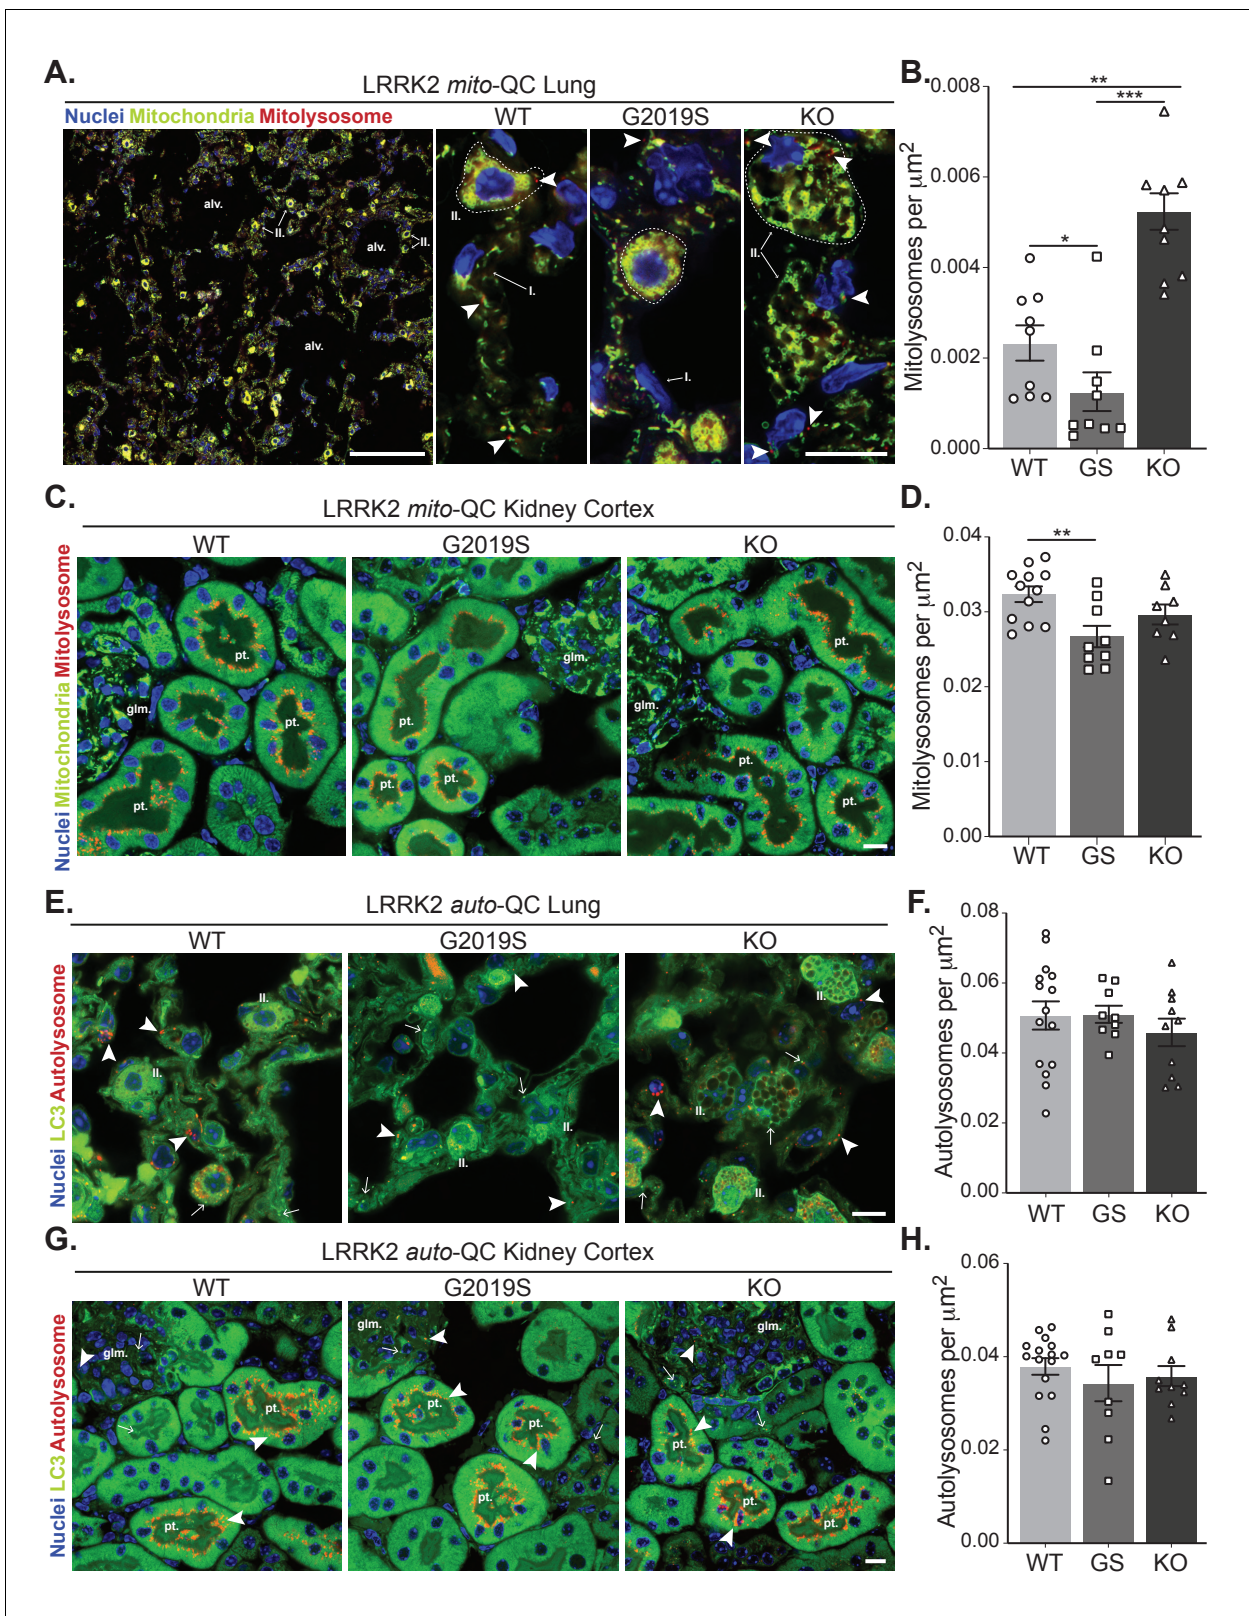 A.
LRRK2 mito-QC Lung
Nuclei Mitochondria Mitolysosome
WT
G2019S
KO
alv.
II.
alv.
II.
alv.
II.
I.
I.
II.
B.
Mitolysosomes per μm2
0.008
0.006
0.004
0.002
0.000
**
***
*
WT GS KO
C.
LRRK2 mito-QC Kidney Cortex
Nuclei Mitochondria Mitolysosome
WT
G2019S
KO
pt.
glm.
pt.
pt.
glm.
pt.
pt.
pt.
glm.
pt.
pt.
D.
Mitolysosomes per μm2
0.04
0.03
0.02
0.01
0.00
**
WT GS KO
E.
LRRK2 auto-QC Lung
Nuclei LC3 Autolysosome
WT
G2019S
KO
II.
II.
II.
II.
II.
II.
II.
F.
Autolysosomes per μm2
0.08
0.06
0.04
0.02
0.00
WT GS KO
G.
LRRK2 auto-QC Kidney Cortex
Nuclei LC3 Autolysosome
WT
G2019S
KO
glm.
pt.
pt.
glm.
pt.
pt.
pt.
glm.
pt.
pt.
pt.
H.
Autolysosomes per μm2
0.06
0.04
0.02
0.00
WT GS KO